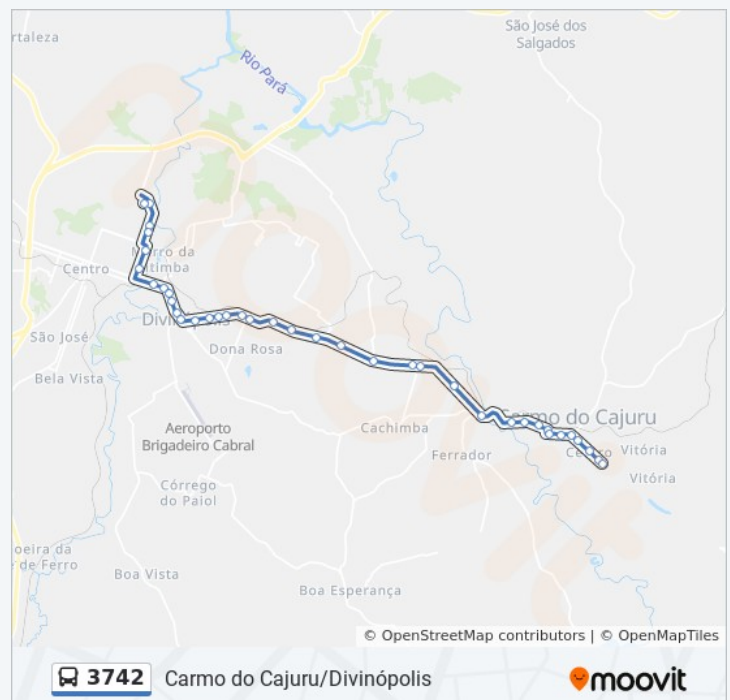 São José dos
Salgados
rtaleza
Rio Pará
Morro da
Catimba
Centro
Divinópolis
São José
Dona Rosa
Bela Vista
Carmo do Cajuru
Aeroporto
Brigadeiro Cabral
Cachimba
Centro
Vitória
Ferrador
Vitória
Córrego
do Paiol
oeira da
de Ferro
Boa Vista
Boa Esperança
© OpenStreetMap contributors | © OpenMapTiles
3742 Carmo do Cajuru/Divinópolis
moovit